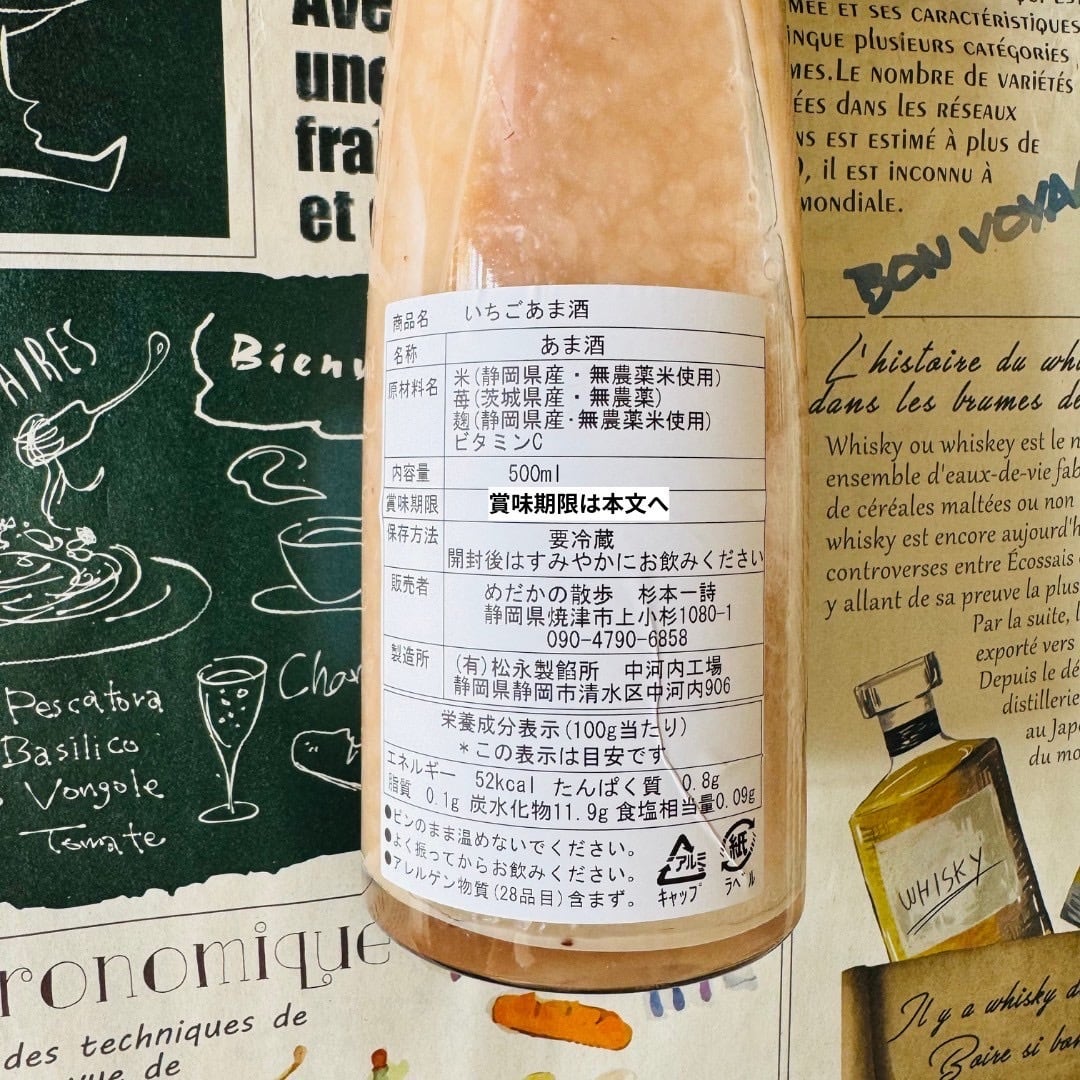 une
et
MÉE ET SES CARACTÉRISTIQUES
PLUSIEURS CATÉGORIES
MES.LE NOMBRE DE VARIÉTÉS
ÉES DANS LES RÉSEAUX
NS EST ESTIMÉ À PLUS DE
, IL EST INCONNU À
MONDIALE.
BON VOYA
AIRES
Bienv
Pescatora
Basilico
Vongole
Tomate
商品名 いちごあま酒
名称 あま酒
原材料名 米(静岡県産・無農薬米使用)
苺(茨城県産・無農薬)
麹(静岡県産・無農薬米使用)
ビタミンC
内容量 500ml
賞味期限 賞味期限は本文へ
保存方法 要冷蔵
開封後はすみやかにお飲みください
販売者 めだかの散歩 杉本一詩
静岡県焼津市上小杉1080-1
090-4790-6858
製造所 (有)松永製餡所 中河内工場
静岡県静岡市清水区中河内906
栄養成分表示(100g当たり)
*この表示は目安です
エネルギー 52kcal たんぱく質 0.8g
脂質 0.1g 炭水化物11.9g 食塩相当量0.09g
●ビンのまま温めないでください。
●よく振ってからお飲みください。
●アレルゲン物質(28品目)含まず。
アルミ
キャップ
紙
ラベル
L'histoire du whi
dans les brumes de
Whisky ou whiskey est le n
ensemble d'eaux-de-vie fab
de céréales maltées ou non
whisky est encore aujourd'h
controverses entre Écossais
y allant de sa preuve la plus
Par la suite, l
exporté vers
Depuis le dé
distillerie
au Japo
du mo
WHISKY
Il y a whisky d
Boire si bon
ronomique
des techniques de
vue de